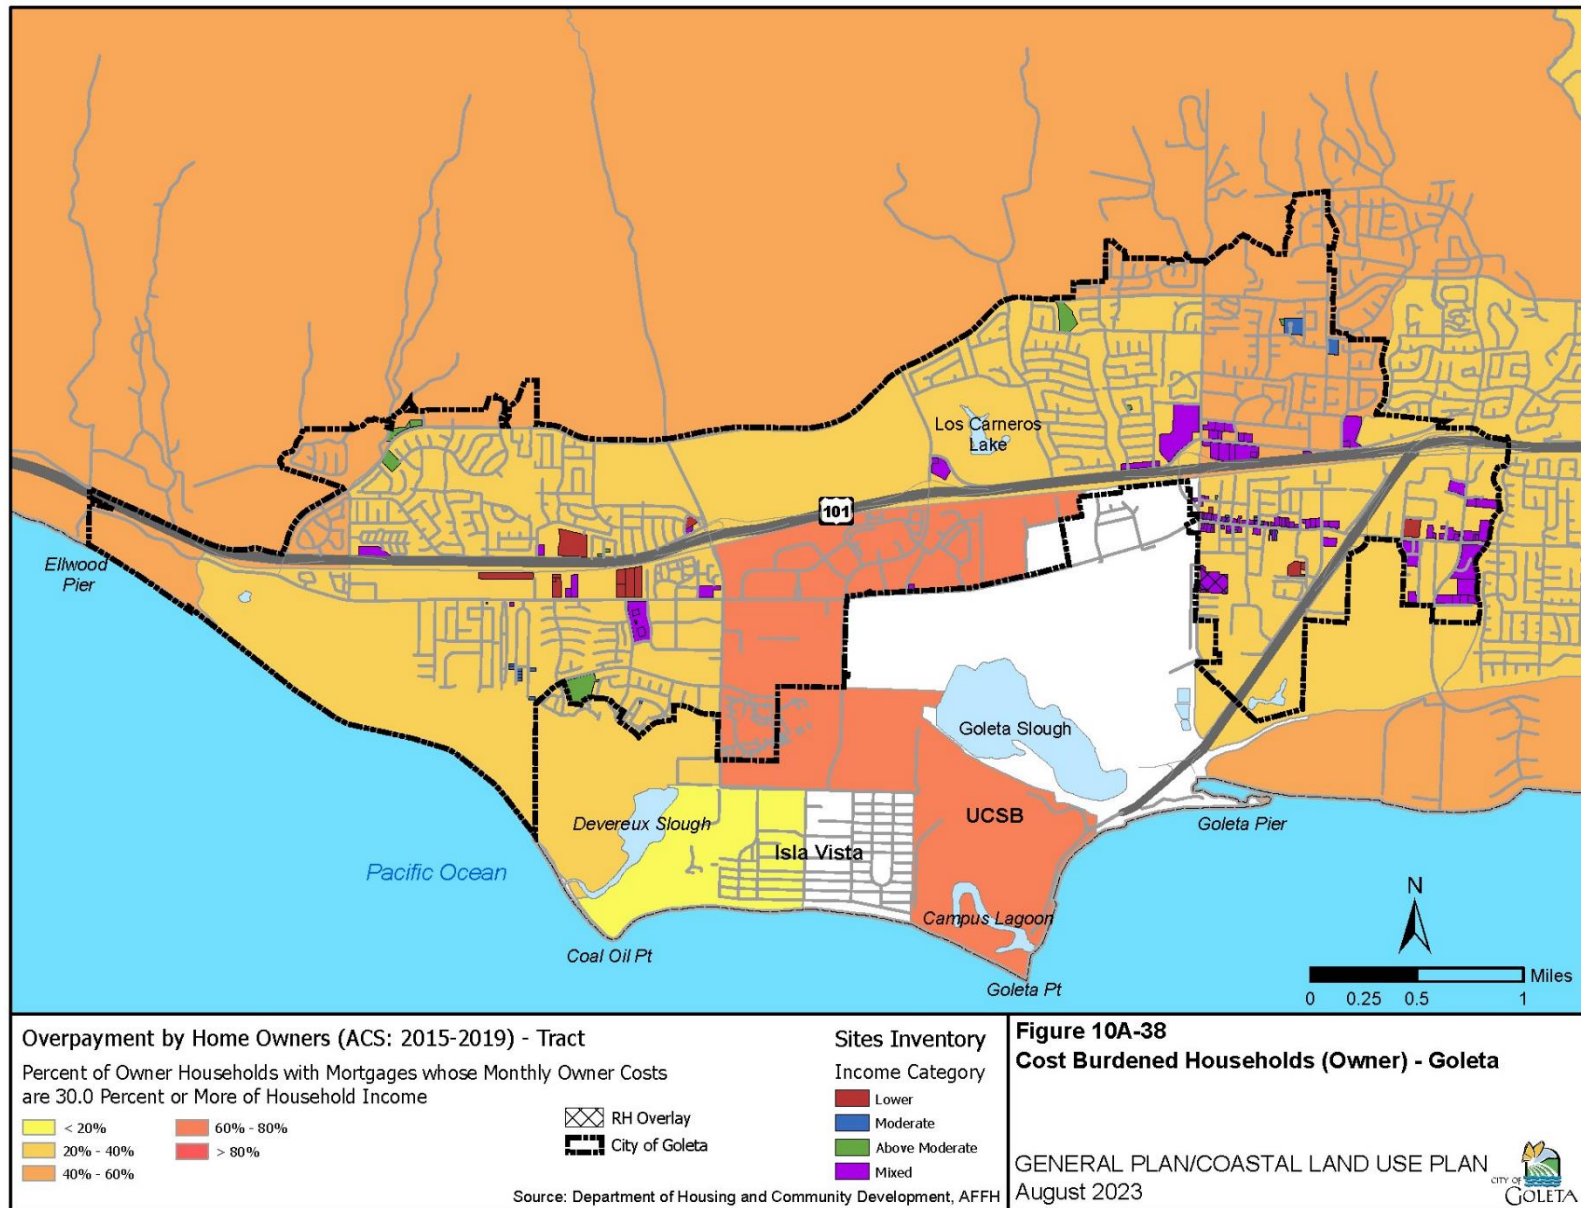 Los Carneros
Lake
101
Ellwood
Pier
Goleta Slough
Devereux Slough
UCSB
Goleta Pier
Isla Vista
Pacific Ocean
Campus Lagoon
Coal Oil Pt
Goleta Pt
N
Miles
0 0.25 0.5 1
Overpayment by Home Owners (ACS: 2015-2019) - Tract
Percent of Owner Households with Mortgages whose Monthly Owner Costs
are 30.0 Percent or More of Household Income
< 20%
20% - 40%
40% - 60%
60% - 80%
> 80%
RH Overlay
City of Goleta
Sites Inventory
Income Category
Lower
Moderate
Above Moderate
Mixed
Source: Department of Housing and Community Development, AFFH
Figure 10A-38
Cost Burdened Households (Owner) - Goleta
GENERAL PLAN/COASTAL LAND USE PLAN
August 2023
CITY OF
GOLETA